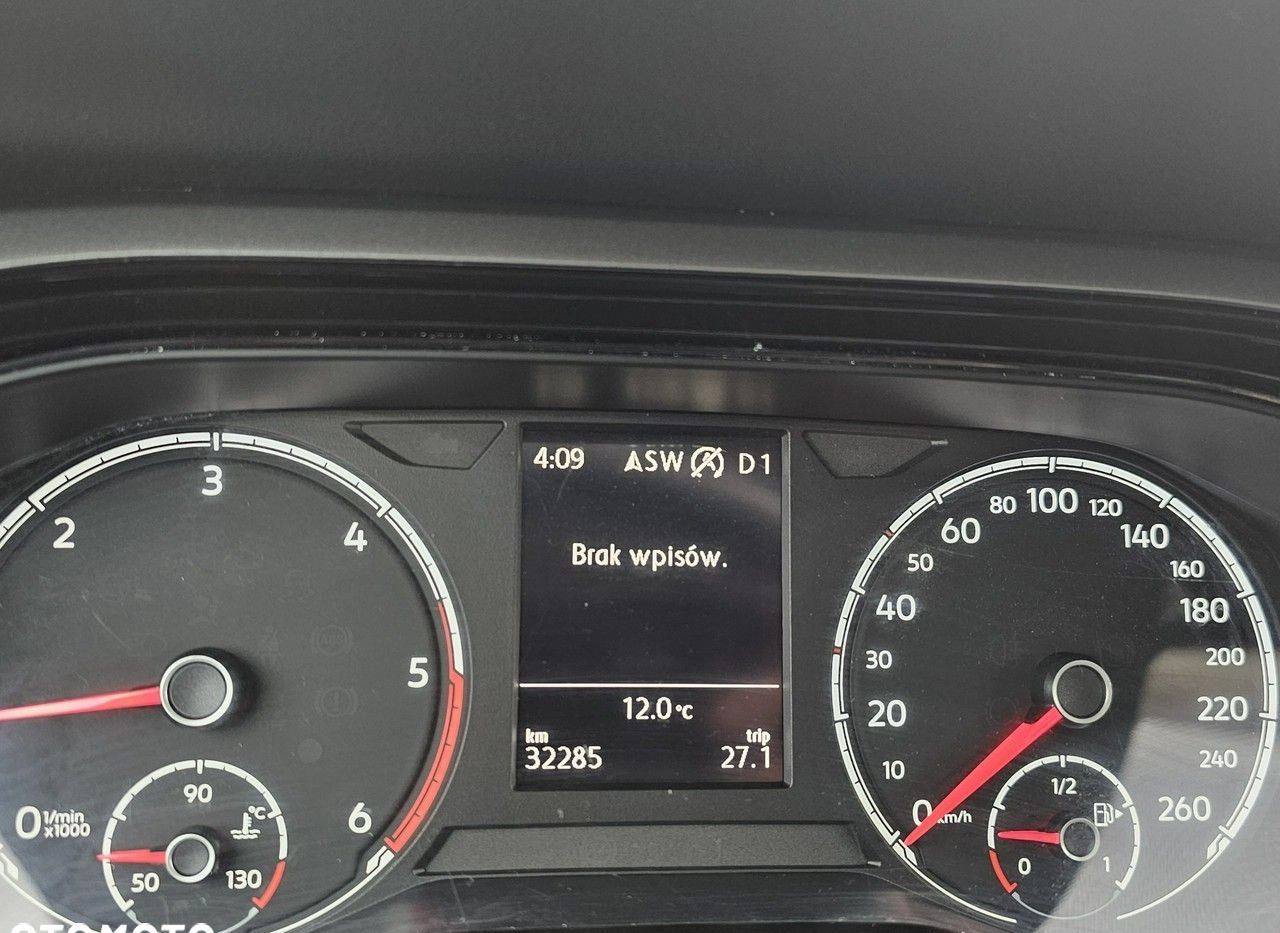 4:09 ASW D 1
Brak wpisów.
12.0 °C
km trip
32285 27.1
2 3 4 5 6
0 1/min x1000
50 90 130 °C
0 10 20 30 40 50 60 80 100 120 140 160 180 200 220 240 260
km/h
0 1/2 1
OTOMOTO